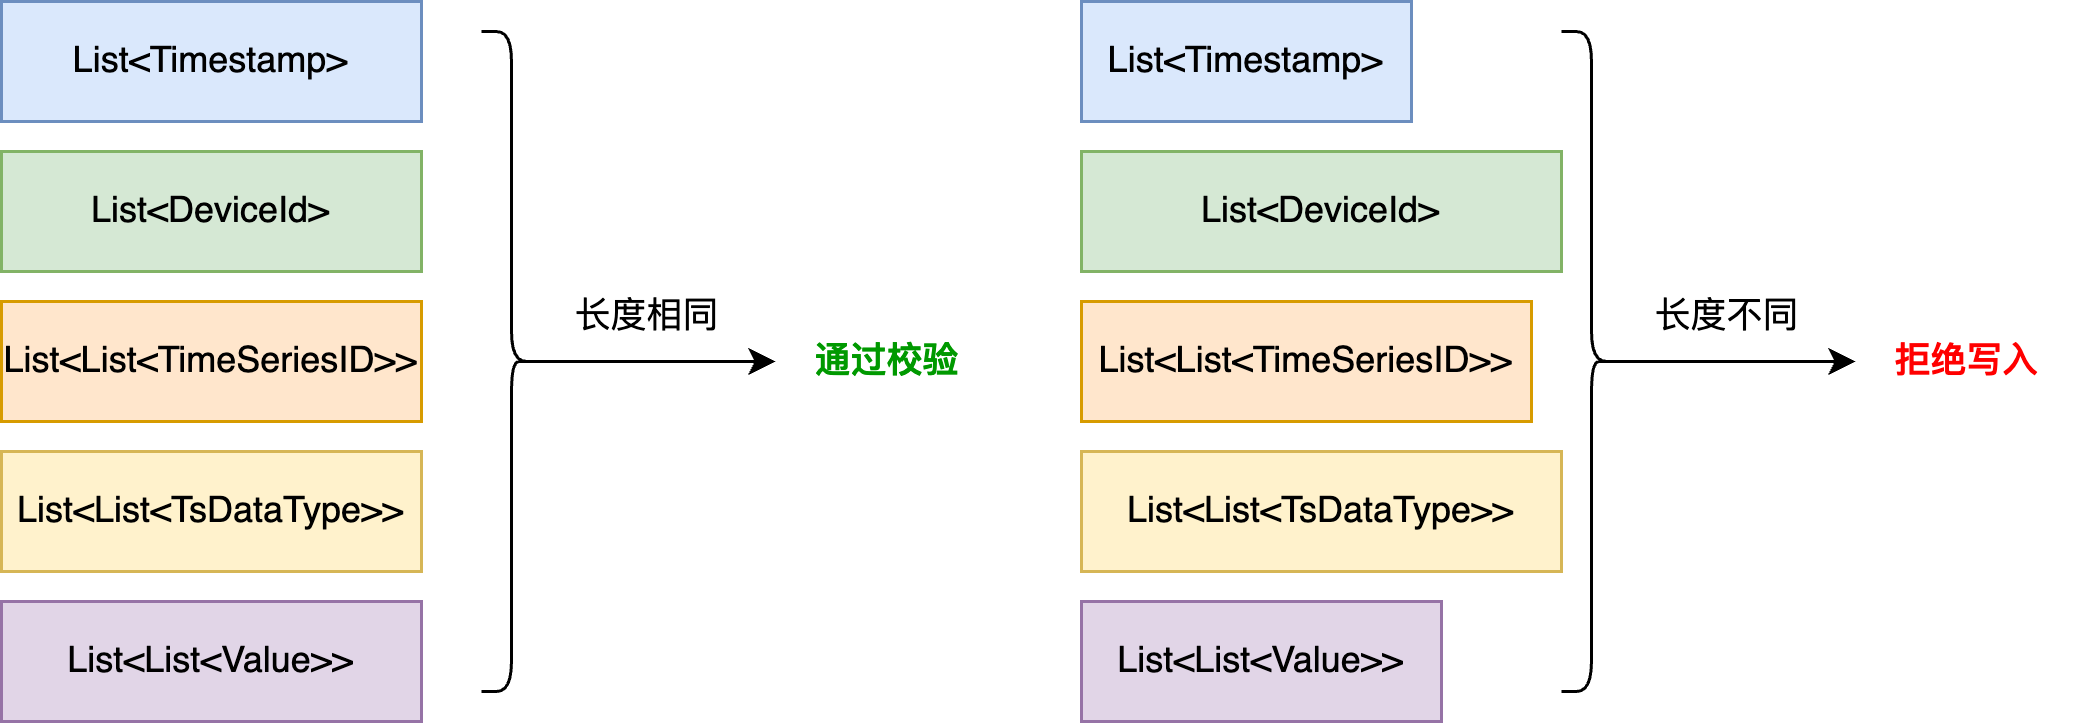 List<Timestamp>
List<DeviceId>
List<List<TimeSeriesID>>
List<List<TsDataType>>
List<List<Value>>
长度相同
通过校验
List<Timestamp>
List<DeviceId>
List<List<TimeSeriesID>>
List<List<TsDataType>>
List<List<Value>>
长度不同
拒绝写入